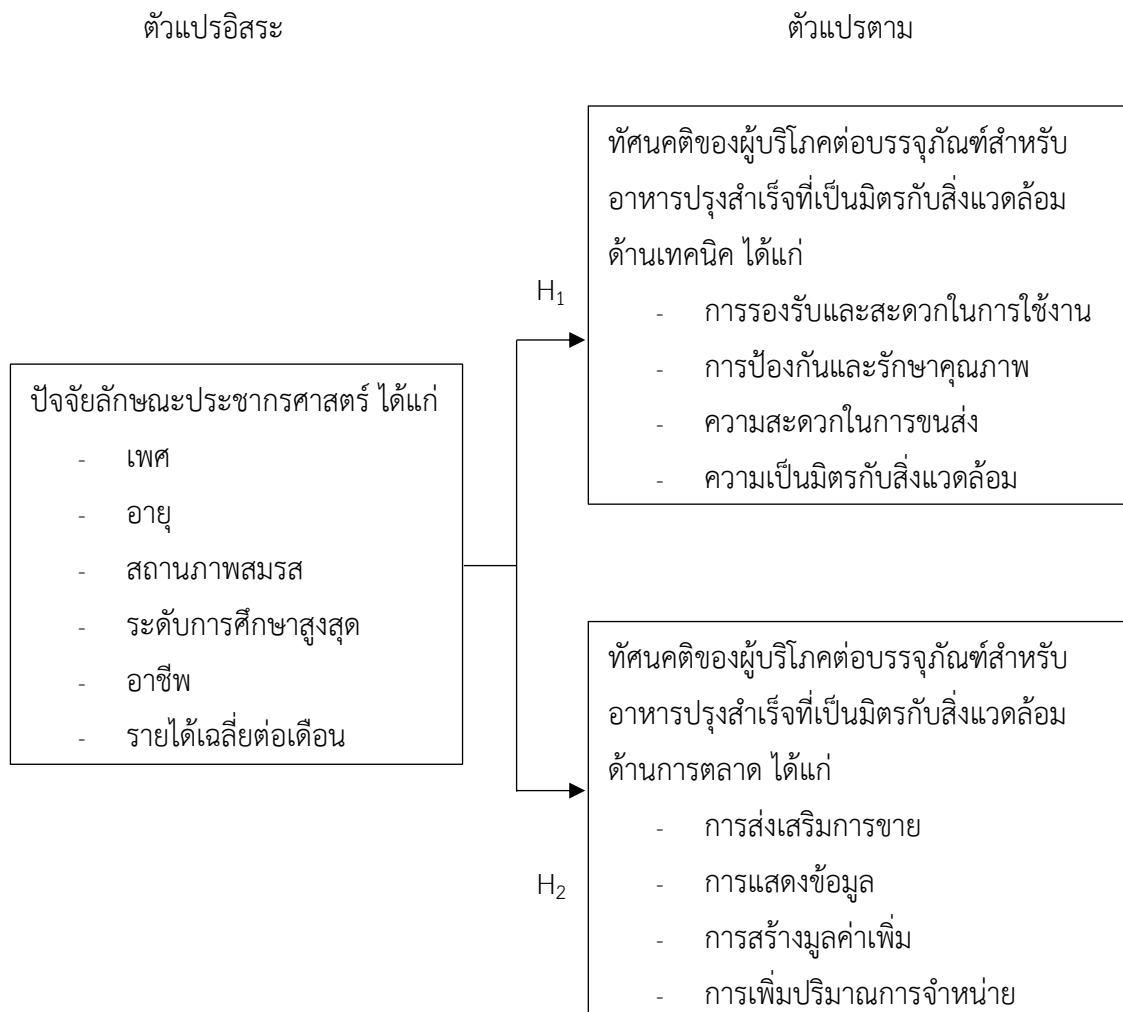 ตัวแปรอิสระ
ตัวแปรตาม
ปัจจัยลักษณะประชากรศาสตร์ ได้แก่
- เพศ
- อายุ
- สถานภาพสมรส
- ระดับการศึกษาสูงสุด
- อาชีพ
- รายได้เฉลี่ยต่อเดือน
H₁
ทัศนคติของผู้บริโภคต่อบรรจุภัณฑ์สำหรับ
อาหารปรุงสำเร็จที่เป็นมิตรกับสิ่งแวดล้อม
ด้านเทคนิค ได้แก่
- การรองรับและสะดวกในการใช้งาน
- การป้องกันและรักษาคุณภาพ
- ความสะดวกในการขนส่ง
- ความเป็นมิตรกับสิ่งแวดล้อม
H₂
ทัศนคติของผู้บริโภคต่อบรรจุภัณฑ์สำหรับ
อาหารปรุงสำเร็จที่เป็นมิตรกับสิ่งแวดล้อม
ด้านการตลาด ได้แก่
- การส่งเสริมการขาย
- การแสดงข้อมูล
- การสร้างมูลค่าเพิ่ม
- การเพิ่มปริมาณการจำหน่าย